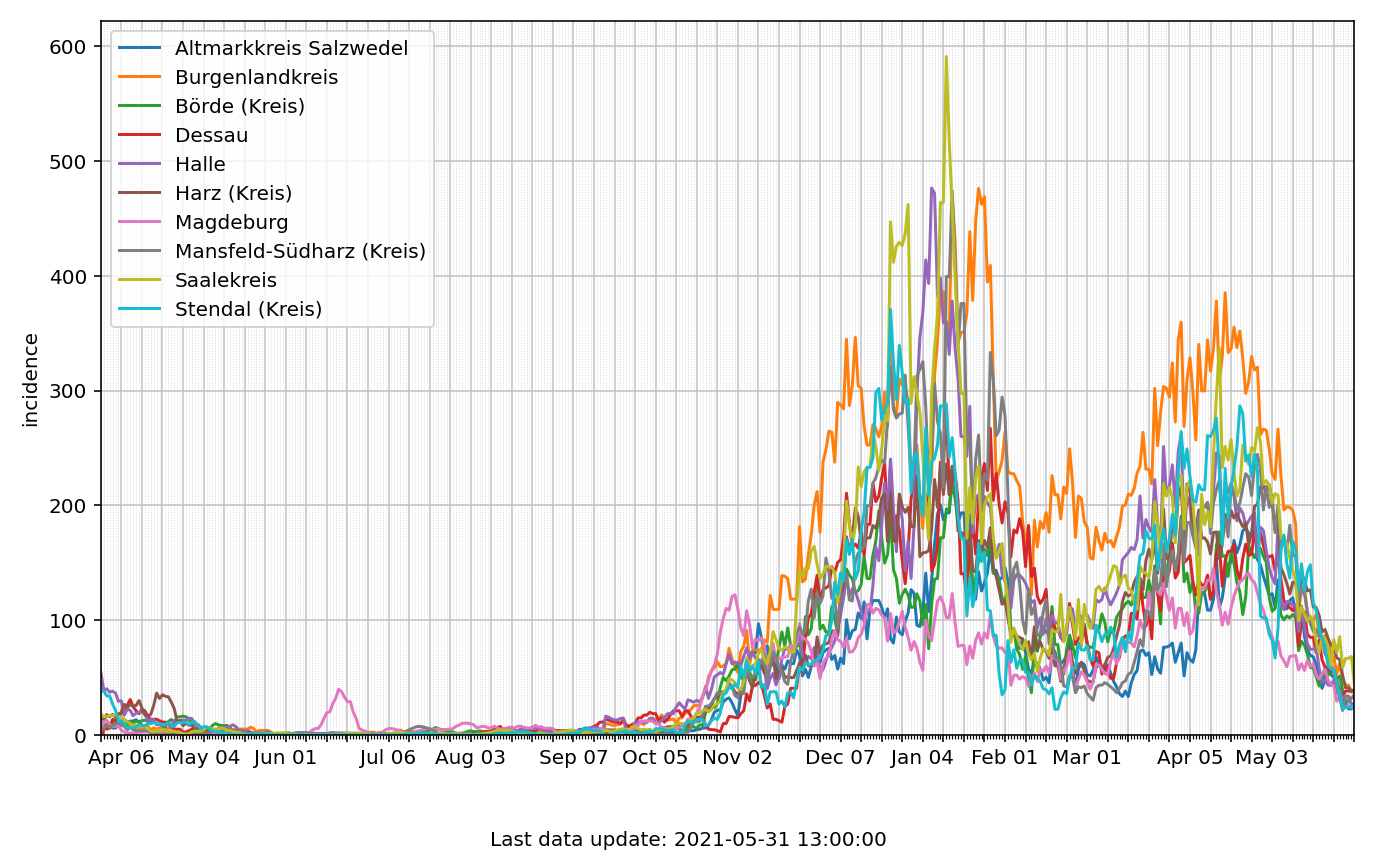 600
500
400
300
200
100
0
incidence
Altmarkkreis Salzwedel
Burgenlandkreis
Börde (Kreis)
Dessau
Halle
Harz (Kreis)
Magdeburg
Mansfeld-Südharz (Kreis)
Saalekreis
Stendal (Kreis)
Apr 06 May 04 Jun 01 Jul 06 Aug 03 Sep 07 Oct 05 Nov 02 Dec 07 Jan 04 Feb 01 Mar 01 Apr 05 May 03
Last data update: 2021-05-31 13:00:00